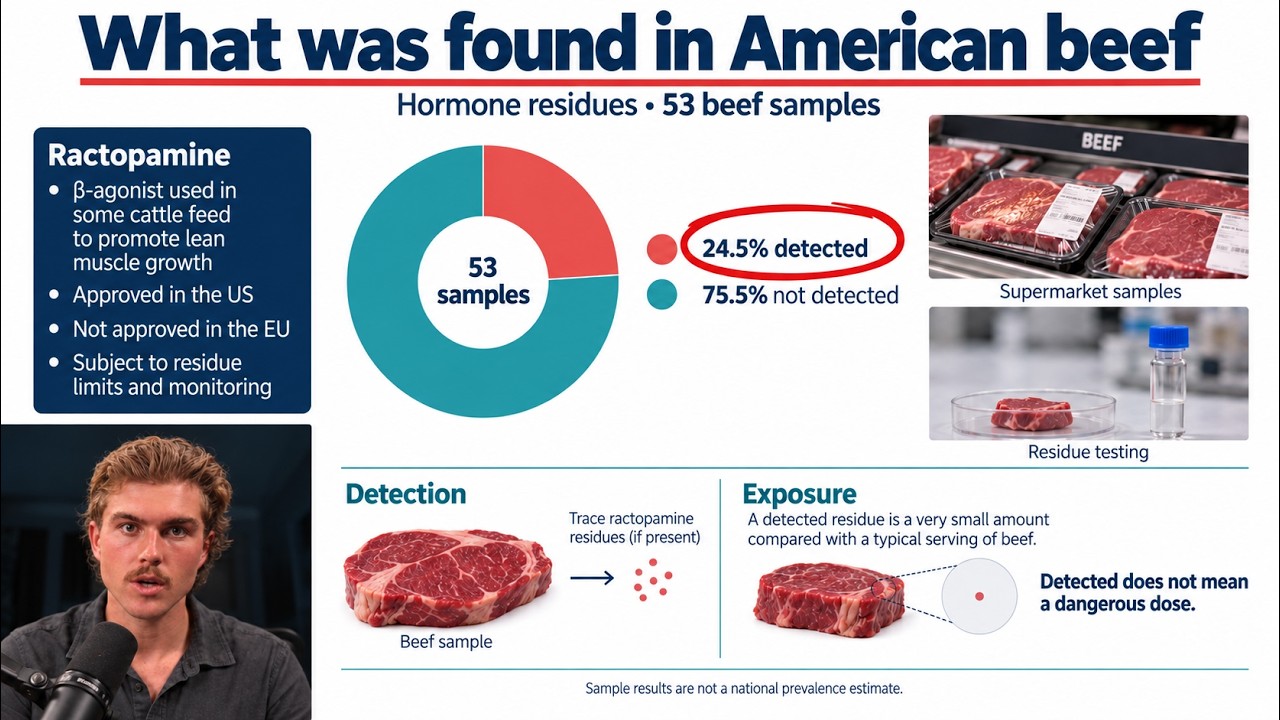 What was found in American beef
Hormone residues • 53 beef samples
Ractopamine
• β-agonist used in
some cattle feed
to promote lean
muscle growth
• Approved in the US
• Not approved in the EU
• Subject to residue
limits and monitoring
53
samples
24.5% detected
75.5% not detected
BEEF
Supermarket samples
Residue testing
Detection
Trace ractopamine
residues (if present)
Beef sample
Exposure
A detected residue is a very small amount
compared with a typical serving of beef.
Detected does not mean
a dangerous dose.
Sample results are not a national prevalence estimate.